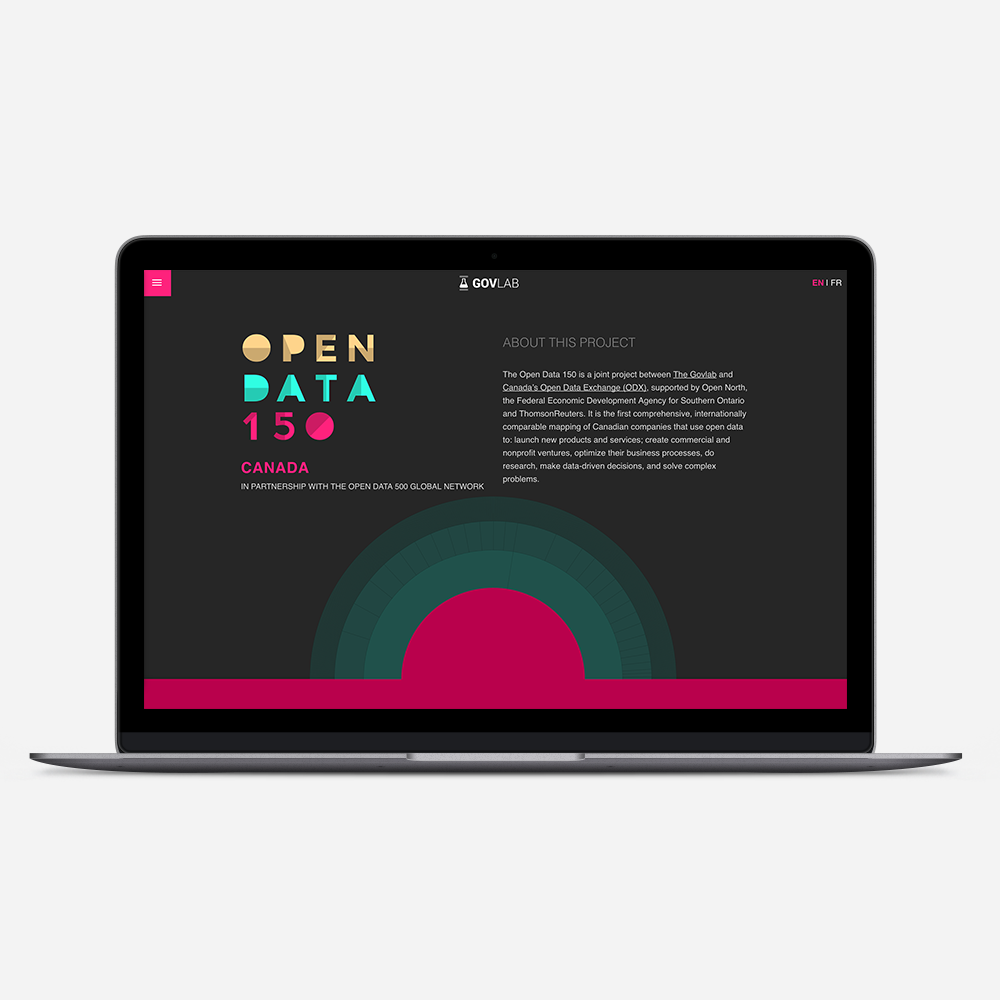 GOVLAB
EN | FR
OPEN
DATA
150
CANADA
IN PARTNERSHIP WITH THE OPEN DATA 500 GLOBAL NETWORK
ABOUT THIS PROJECT
The Open Data 150 is a joint project between The Govlab and
Canada's Open Data Exchange (ODX), supported by Open North,
the Federal Economic Development Agency for Southern Ontario
and ThomsonReuters. It is the first comprehensive, internationally
comparable mapping of Canadian companies that use open data
to: launch new products and services; create commercial and
nonprofit ventures, optimize their business processes, do
research, make data-driven decisions, and solve complex
problems.